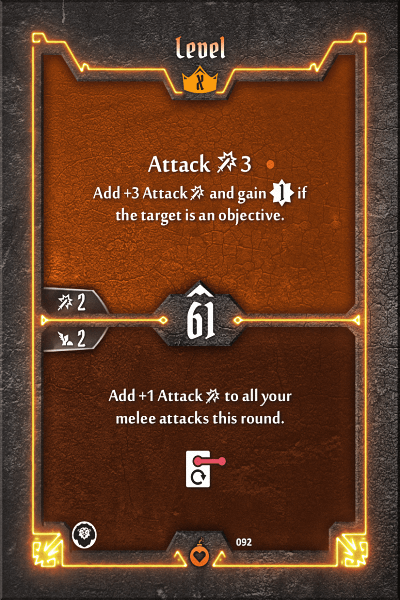 Level
X
Attack 3
Add +3 Attack and gain 1 if
the target is an objective.
2
61
2
Add +1 Attack to all your
melee attacks this round.
092